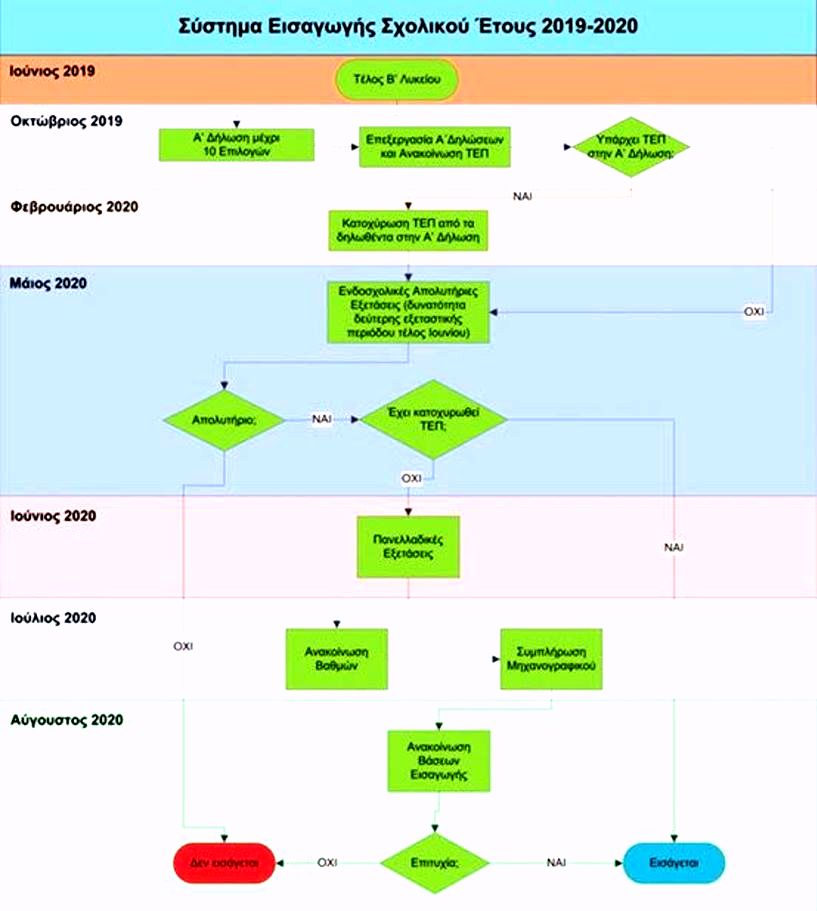 Σύστημα Εισαγωγής Σχολικού Έτους 2019-2020
Ιούνιος 2019
Τέλος Β' Λυκείου
Οκτώβριος 2019
Α' Δήλωση μέχρι
10 Επιλογών
Επεξεργασία Α΄Δηλώσεων
και Ανακοίνωση ΤΕΠ
Υπάρχει ΤΕΠ
στην Α' Δήλωση;
ΝΑΙ
Φεβρουάριος 2020
Κατοχύρωση ΤΕΠ από τα
δηλωθέντα στην Α' Δήλωση
Μάιος 2020
Ενδοσχολικές Απολυτήριες
Εξετάσεις (δυνατότητα
δεύτερης εξεταστικής
περιόδου τέλος Ιουνίου)
ΟΧΙ
Απολυτήριο;
ΝΑΙ
Έχει κατοχυρωθεί
ΤΕΠ;
ΟΧΙ
Ιούνιος 2020
Πανελλαδικές
Εξετάσεις
ΝΑΙ
Ιούλιος 2020
ΟΧΙ
Ανακοίνωση
Βαθμών
Συμπλήρωση
Μηχανογραφικού
Αύγουστος 2020
Ανακοίνωση
Βάσεων
Εισαγωγής
Δεν εισάγεται
ΟΧΙ
Επιτυχία;
ΝΑΙ
Εισάγεται